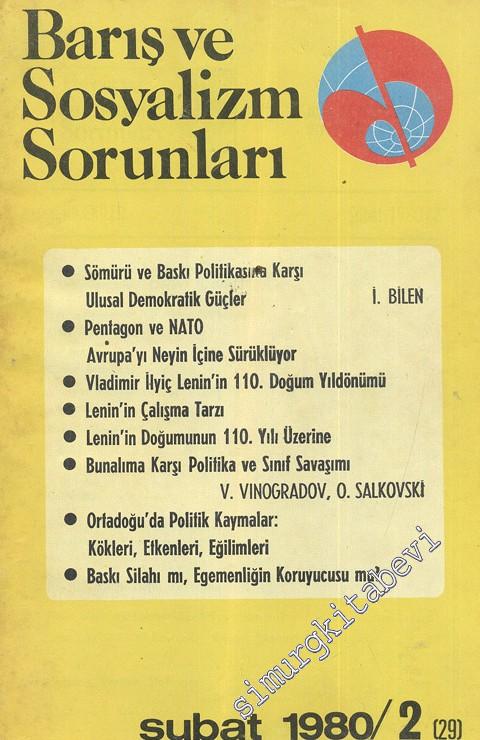 Barış ve
Sosyalizm
Sorunları
• Sömürü ve Baskı Politikasına Karşı
Ulusal Demokratik Güçler İ. BİLEN
• Pentagon ve NATO
Avrupa'yı Neyin İçine Sürüklüyor
• Vladimir İlyiç Lenin'in 110. Doğum Yıldönümü
• Lenin'in Çalışma Tarzı
• Lenin'in Doğumunun 110. Yılı Üzerine
• Bunalıma Karşı Politika ve Sınıf Savaşımı
V. VINOGRADOV, O. SALKOVSKİ
• Ortadoğu'da Politik Kaymalar:
Kökleri, Etkenleri, Eğilimleri
• Baskı Silahı mı, Egemenliğin Koruyucusu mu?
simurgkitabevi
şubat 1980/2 (29)